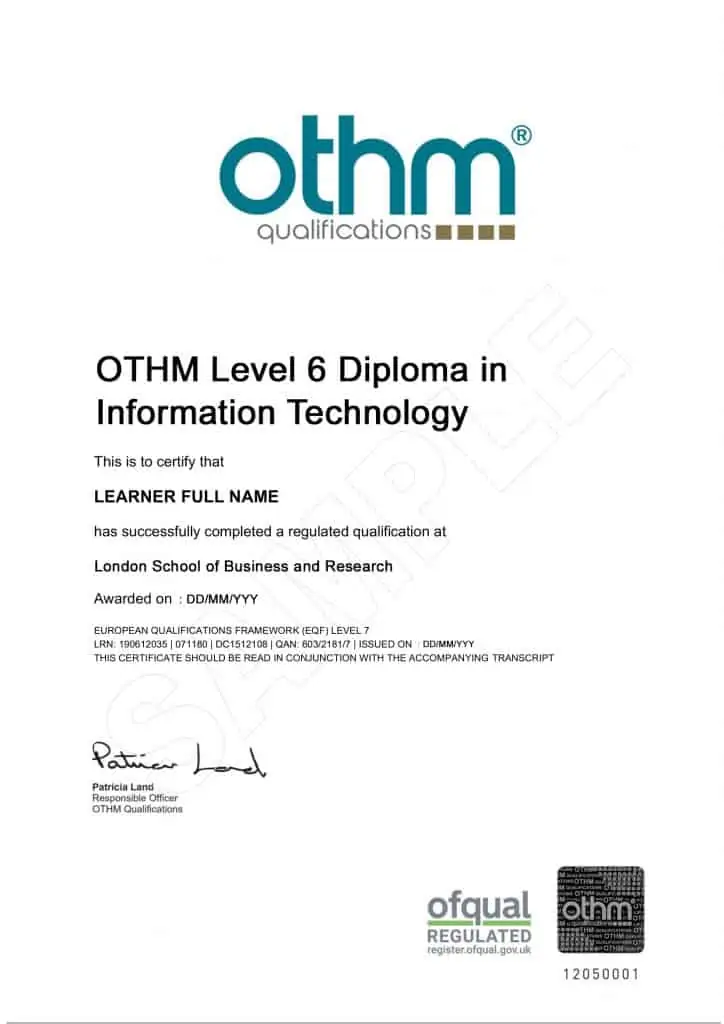 othm®
qualifications
OTHM Level 6 Diploma in
Information Technology
This is to certify that
LEARNER FULL NAME
has successfully completed a regulated qualification at
London School of Business and Research
Awarded on : DD/MM/YYY
EUROPEAN QUALIFICATIONS FRAMEWORK (EQF) LEVEL 7
LRN: 190612035 | 071180 | DC1512108 | QAN: 603/2181/7 | ISSUED ON : DD/MM/YYY
THIS CERTIFICATE SHOULD BE READ IN CONJUNCTION WITH THE ACCOMPANYING TRANSCRIPT
SAMPLE
Patricia Land
Patricia Land
Responsible Officer
OTHM Qualifications
ofqual
REGULATED
register.ofqual.gov.uk
othm
12050001